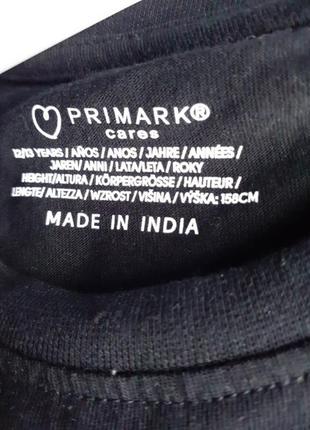 PRIMARK®
cares
12/13 YEARS / AÑOS / ANOS / JAHRE / ANNÉES /
JAREN/ ANNI / LATA/LETA / ROKY
HEIGHT/ALTURA / KÖRPERGRÖSSE / HAUTEUR /
LENGTE/ ALTEZZA / WZROST / VIŠINA / VÝŠKA: 158CM
MADE IN INDIA